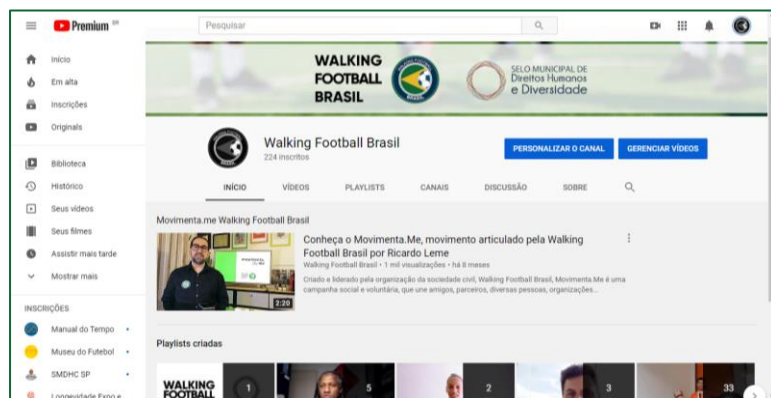 Premium BR
Pesquisar
Início
Em alta
Inscrições
Originals
Biblioteca
Histórico
Seus vídeos
Seus filmes
Assistir mais tarde
Mostrar mais
INSCRIÇÕES
Manual do Tempo
Museu do Futebol
SMDHC SP
Longevidade Expo e
WALKING
FOOTBALL
BRASIL
SELO MUNICIPAL DE
Direitos Humanos
e Diversidade
Walking Football Brasil
224 inscritos
PERSONALIZAR O CANAL
GERENCIAR VÍDEOS
INÍCIO VÍDEOS PLAYLISTS CANAIS DISCUSSÃO SOBRE
Movimenta.me Walking Football Brasil
Conheça o Movimenta.Me, movimento articulado pela Walking
Football Brasil por Ricardo Leme
Walking Football Brasil • 1 mil visualizações • há 8 meses
Criado e liderado pela organização da sociedade civil, Walking Football Brasil, Movimenta.Me é uma
campanha social e voluntária, que une amigos, parceiros, diversas pessoas, organizações...
2:20
Playlists criadas
WALKING
FOOTBALL
1
5
2
3
33